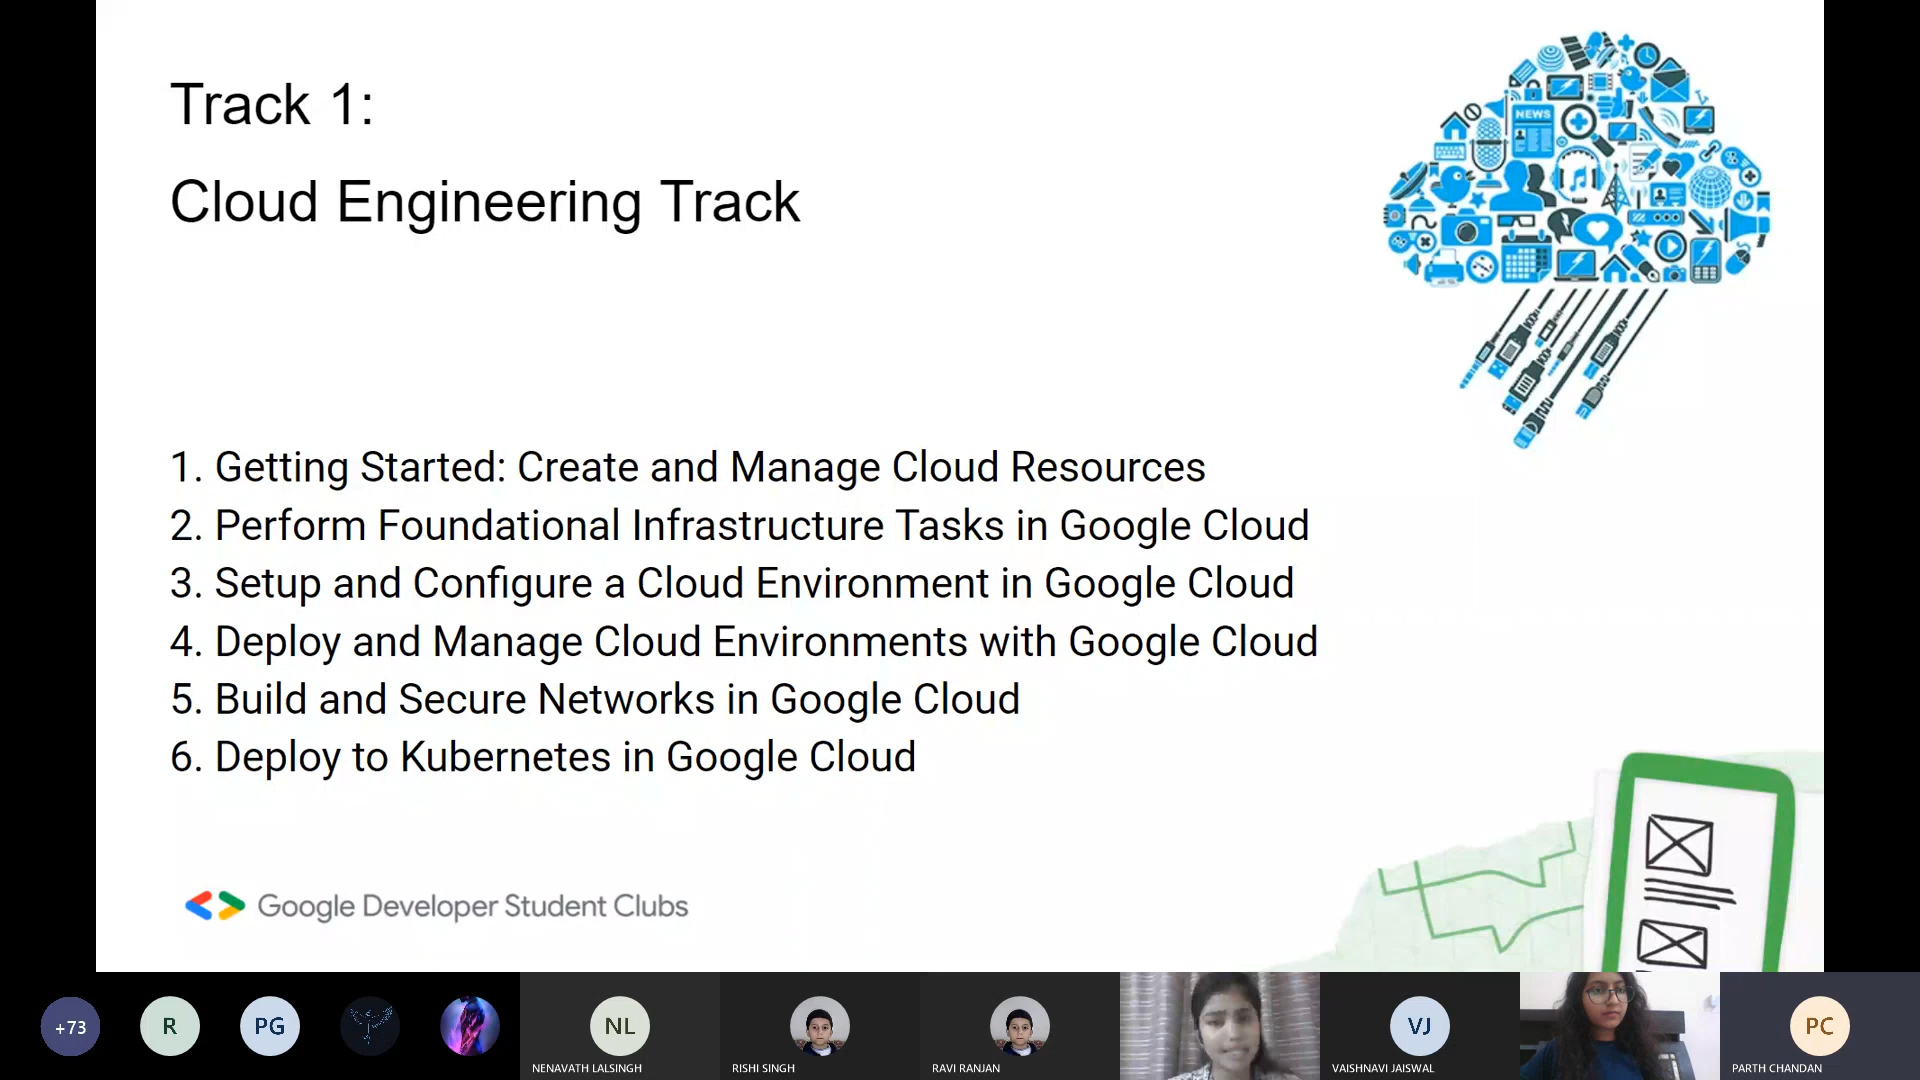 Track 1:
Cloud Engineering Track
NEWS
1. Getting Started: Create and Manage Cloud Resources
2. Perform Foundational Infrastructure Tasks in Google Cloud
3. Setup and Configure a Cloud Environment in Google Cloud
4. Deploy and Manage Cloud Environments with Google Cloud
5. Build and Secure Networks in Google Cloud
6. Deploy to Kubernetes in Google Cloud
Google Developer Student Clubs
+73
R
PG
NL
VJ
PC
NENAVATH LALSINGH
RISHI SINGH
RAVI RANJAN
VAISHNAVI JAISWAL
PARTH CHANDAN